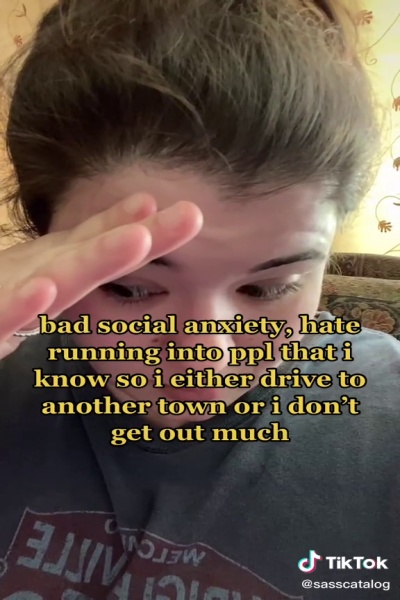 bad social anxiety, hate
running into ppl that i
know so i either drive to
another town or i don't
get out much
TikTok
@sasscatalog